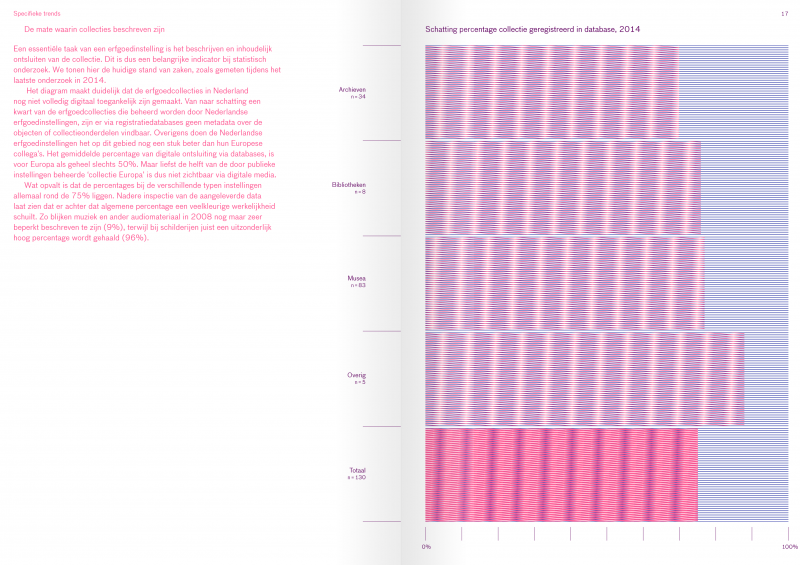 Specifieke trends
17
De mate waarin collecties beschreven zijn
Een essentiële taak van een erfgoedinstelling is het beschrijven en inhoudelijk
ontsluiten van de collectie. Dit is dus een belangrijke indicator bij statistisch
onderzoek. We tonen hier de huidige stand van zaken, zoals gemeten tijdens het
laatste onderzoek in 2014.
Het diagram maakt duidelijk dat de erfgoedcollecties in Nederland
nog niet volledig digitaal toegankelijk zijn gemaakt. Van naar schatting een
kwart van de erfgoedcollecties die beheerd worden door Nederlandse
erfgoedinstellingen, zijn er via registratiedatabases geen metadata over de
objecten of collectieonderdelen vindbaar. Overigens doen de Nederlandse
erfgoedinstellingen het op dit gebied nog een stuk beter dan hun Europese
collega's. Het gemiddelde percentage van digitale ontsluiting via databases, is
voor Europa als geheel slechts 50%. Maar liefst de helft van de door publieke
instellingen beheerde 'collectie Europa' is dus niet zichtbaar via digitale media.
Wat opvalt is dat de percentages bij de verschillende typen instellingen
allemaal rond de 75% liggen. Nadere inspectie van de aangeleverde data
laat zien dat er achter dat algemene percentage een veelkleurige werkelijkheid
schuilt. Zo blijken muziek en ander audiomateriaal in 2008 nog maar zeer
beperkt beschreven te zijn (9%), terwijl bij schilderijen juist een uitzonderlijk
hoog percentage wordt gehaald (96%).
Schatting percentage collectie geregistreerd in database, 2014
Archieven
n=34
Bibliotheken
n=8
Musea
n=83
Overig
n=5
Totaal
n=130
0%
100%